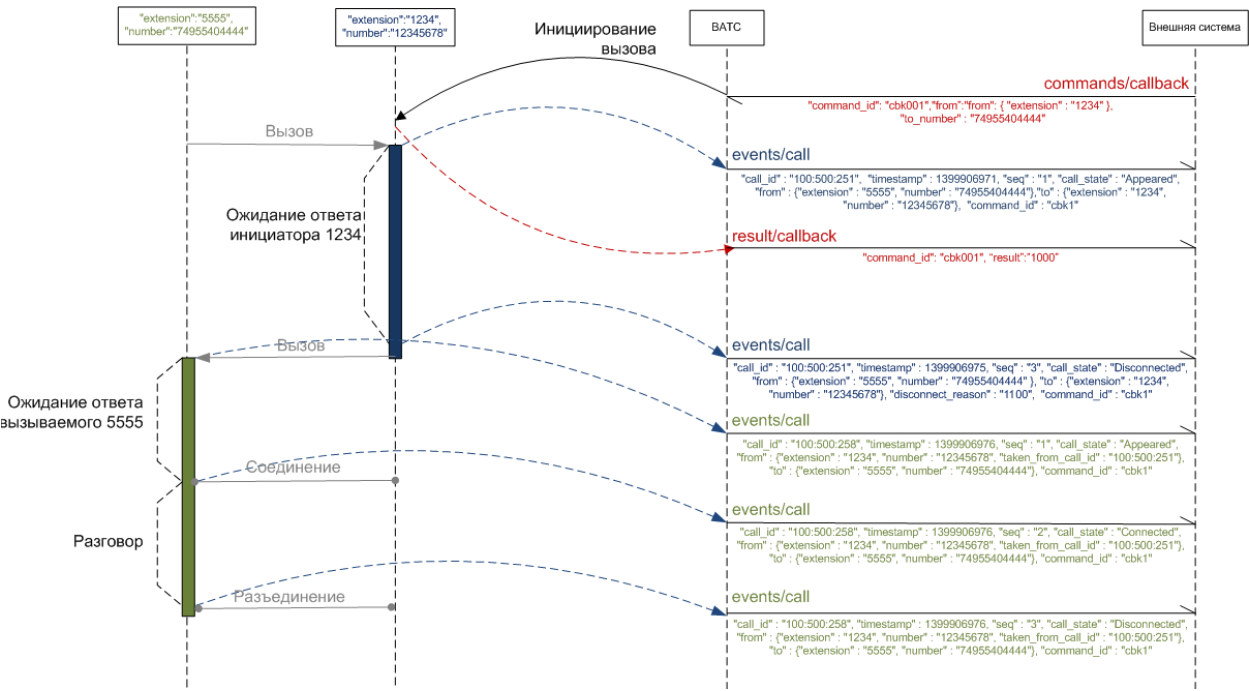 "extension":"5555",
"number":"74955404444"
"extension":"1234",
"number":"12345678"
ВАТС
Внешняя система
Инициирование
вызова
commands/callback
"command_id": "cbk001","from":"from": { "extension" : "1234" },
"to_number" : "74955404444"
Вызов
events/call
"call_id" : "100:500:251", "timestamp" : 1399906971, "seq" : "1", "call_state" : "Appeared",
"from" : {"extension" : "5555", "number" : "74955404444"},"to" : {"extension" : "1234",
"number" : "12345678"}, "command_id" : "cbk1"
Ожидание ответа
инициатора 1234
result/callback
"command_id": "cbk001", "result":"1000"
Вызов
events/call
"call_id" : "100:500:251", "timestamp" : 1399906975, "seq" : "3", "call_state" : "Disconnected",
"from" : {"extension" : "5555", "number" : "74955404444" }, "to" : {"extension" : "1234",
"number" : "12345678"}, "disconnect_reason" : "1100", "command_id" : "cbk1"
Ожидание ответа
вызываемого 5555
events/call
"call_id" : "100:500:258", "timestamp" : 1399906976, "seq" : "1", "call_state" : "Appeared",
"from" : {"extension" : "1234", "number" : "12345678", "taken_from_call_id" : "100:500:251"},
"to" : {"extension" : "5555", "number" : "74955404444"}, "command_id" : "cbk1"
Соединение
events/call
"call_id" : "100:500:258", "timestamp" : 1399906976, "seq" : "2", "call_state" : "Connected",
"from" : {"extension" : "1234", "number" : "12345678", "taken_from_call_id" : "100:500:251"},
"to" : {"extension" : "5555", "number" : "74955404444"}, "command_id" : "cbk1"
Разговор
Разъединение
events/call
"call_id" : "100:500:258", "timestamp" : 1399906976, "seq" : "3", "call_state" : "Disconnected",
"from" : {"extension" : "1234", "number" : "12345678", "taken_from_call_id" : "100:500:251"},
"to" : {"extension" : "5555", "number" : "74955404444"}, "command_id" : "cbk1"